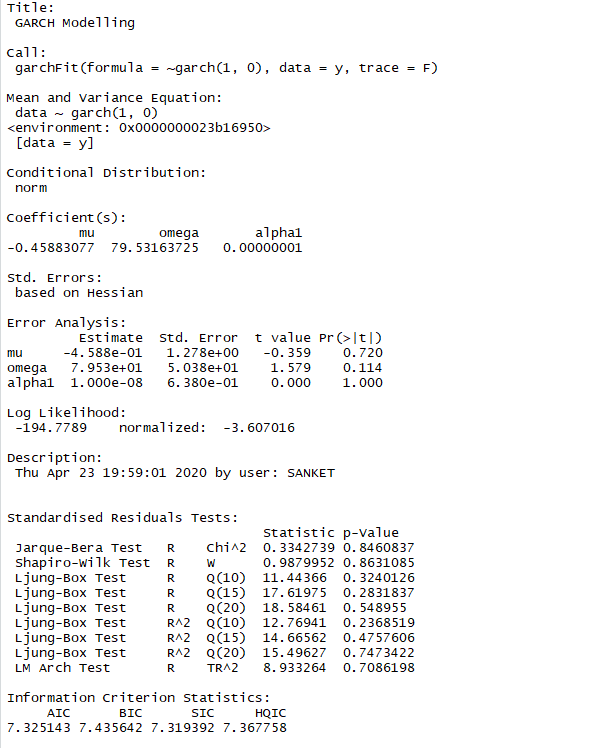 Title:
 GARCH Modelling
Call:
 garchFit(formula = ~garch(1, 0), data = y, trace = F)
Mean and Variance Equation:
 data ~ garch(1, 0)
<environment: 0x0000000023b16950>
 [data = y]
Conditional Distribution:
 norm
Coefficient(s):
         mu        omega       alpha1
-0.45883077  79.53163725   0.00000001
Std. Errors:
 based on Hessian
Error Analysis:
         Estimate  Std. Error  t value Pr(>|t|)
mu     -4.588e-01   1.278e+00   -0.359    0.720
omega   7.953e+01   5.038e+01    1.579    0.114
alpha1  1.000e-08   6.380e-01    0.000    1.000
Log Likelihood:
 -194.7789    normalized:  -3.607016
Description:
 Thu Apr 23 19:59:01 2020 by user: SANKET
Standardised Residuals Tests:
                                Statistic p-Value
 Jarque-Bera Test   R    Chi^2  0.3342739 0.8460837
 Shapiro-Wilk Test  R    W      0.9879952 0.8631085
 Ljung-Box Test     R    Q(10)  11.44366  0.3240126
 Ljung-Box Test     R    Q(15)  17.61975  0.2831837
 Ljung-Box Test     R    Q(20)  18.58461  0.548955
 Ljung-Box Test     R^2  Q(10)  12.76941  0.2368519
 Ljung-Box Test     R^2  Q(15)  14.66562  0.4757606
 Ljung-Box Test     R^2  Q(20)  15.49627  0.7473422
 LM Arch Test       R    TR^2   8.933264  0.7086198
Information Criterion Statistics:
     AIC      BIC      SIC     HQIC
7.325143 7.435642 7.319392 7.367758